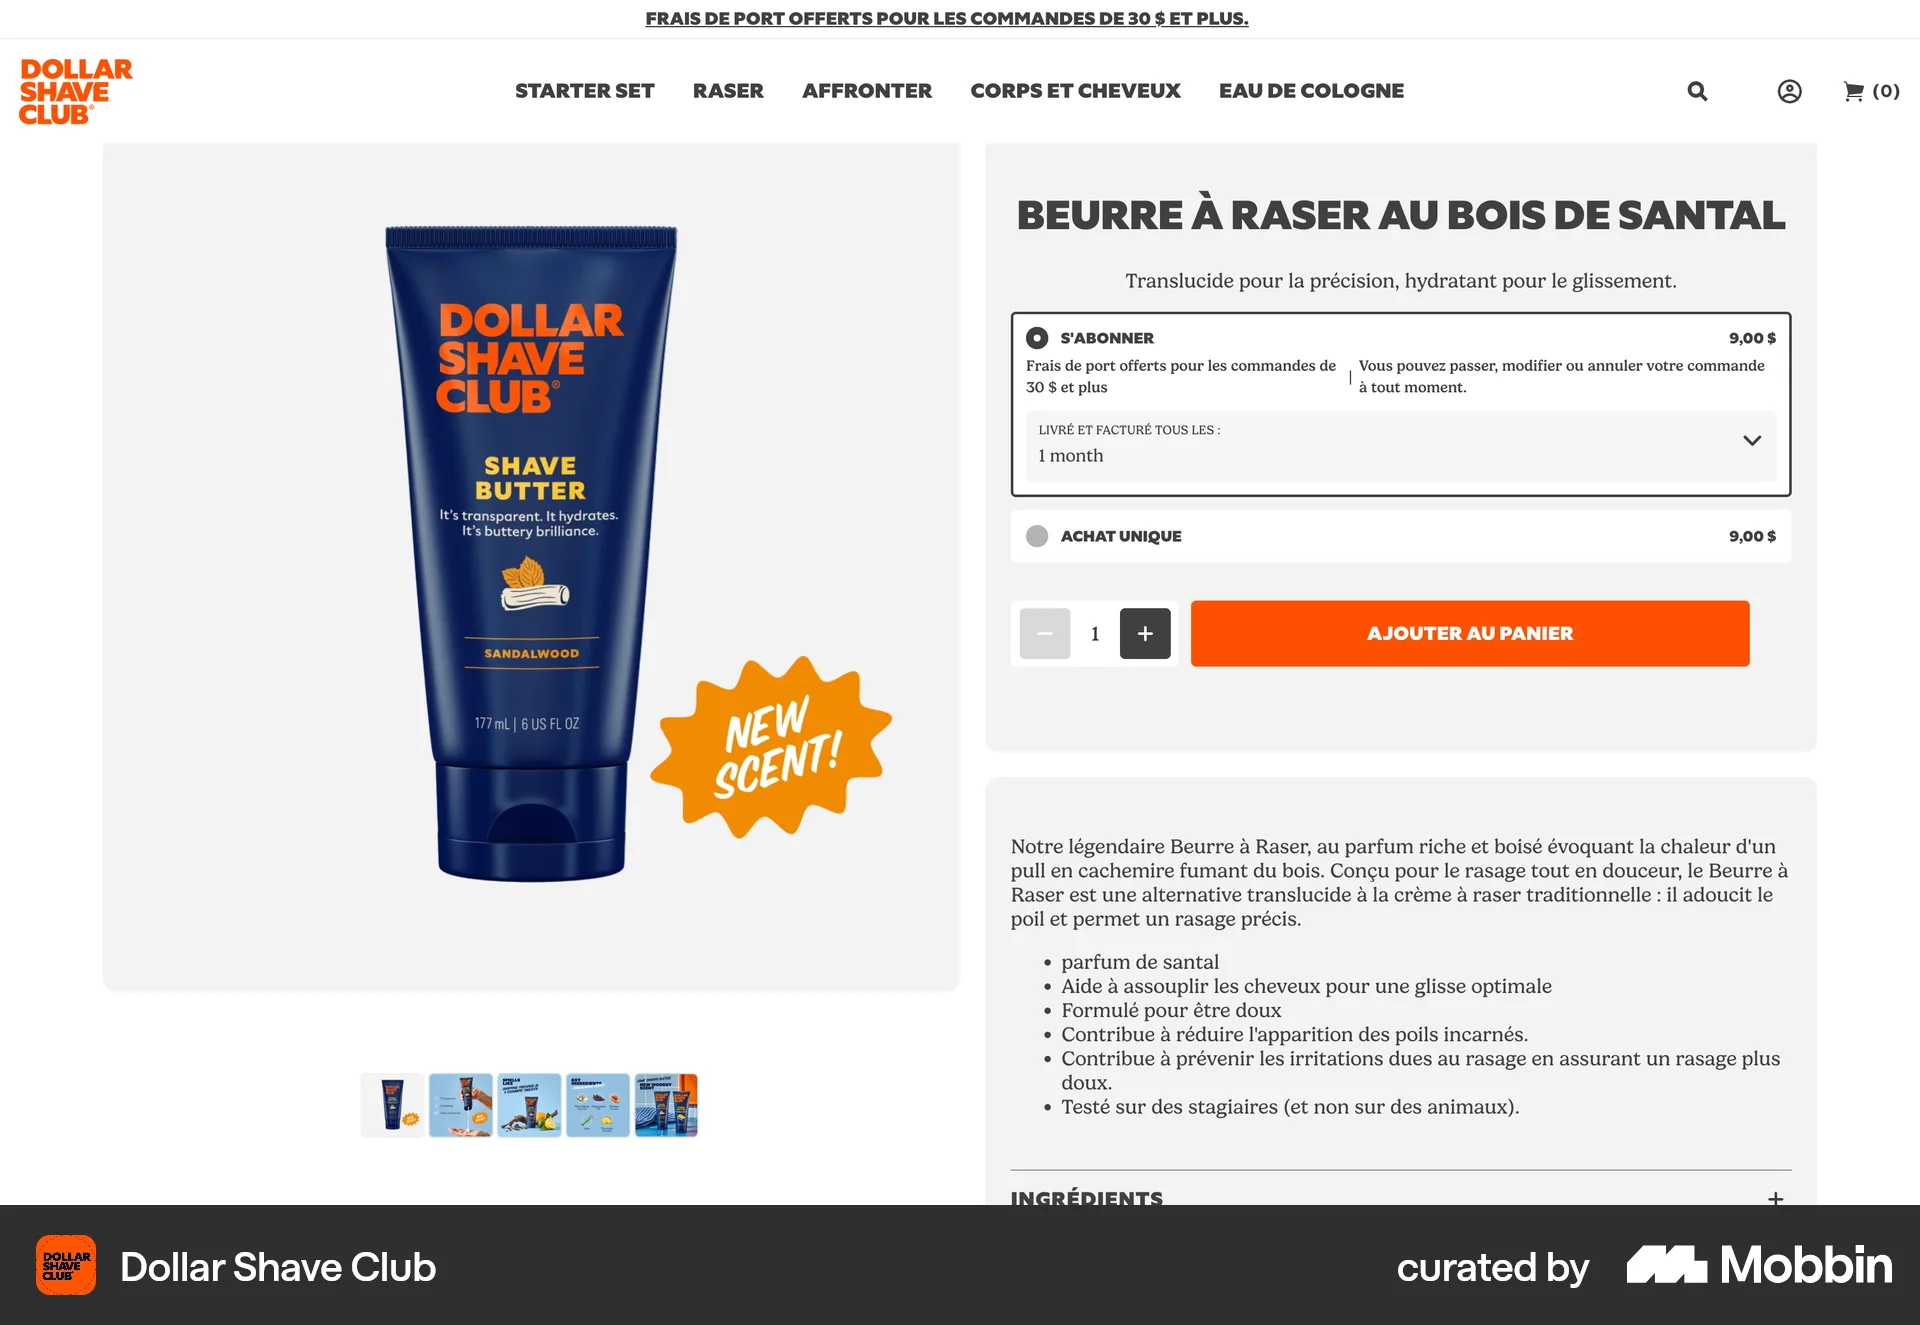 FRAIS DE PORT OFFERTS POUR LES COMMANDES DE 30 $ ET PLUS.
DOLLAR
SHAVE
CLUB®
STARTER SET
RASER
AFFRONTER
CORPS ET CHEVEUX
EAU DE COLOGNE
(0)
DOLLAR
SHAVE
CLUB®
SHAVE
BUTTER
It's transparent. It hydrates.
It's buttery brilliance.
SANDALWOOD
177 mL | 6 US FL OZ
NEW
SCENT!
BEURRE À RASER AU BOIS DE SANTAL
Translucide pour la précision, hydratant pour le glissement.
S'ABONNER
9,00 $
Frais de port offerts pour les commandes de
30 $ et plus
|
Vous pouvez passer, modifier ou annuler votre commande
à tout moment.
LIVRÉ ET FACTURÉ TOUS LES :
1 month
ACHAT UNIQUE
9,00 $
1
AJOUTER AU PANIER
Notre légendaire Beurre à Raser, au parfum riche et boisé évoquant la chaleur d'un
pull en cachemire fumant du bois. Conçu pour le rasage tout en douceur, le Beurre à
Raser est une alternative translucide à la crème à raser traditionnelle : il adoucit le
poil et permet un rasage précis.
• parfum de santal
• Aide à assouplir les cheveux pour une glisse optimale
• Formulé pour être doux
• Contribue à réduire l'apparition des poils incarnés.
• Contribue à prévenir les irritations dues au rasage en assurant un rasage plus
doux.
• Testé sur des stagiaires (et non sur des animaux).
INGRÉDIENTS
DOLLAR
SHAVE
CLUB
Dollar Shave Club
curated by
Mobbin